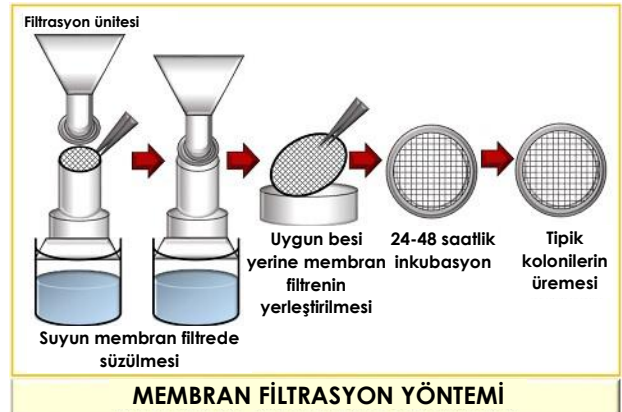 Filtrasyon ünitesi
Uygun besi
yerine membran
filtrenin
yerleştirilmesi
24-48 saatlik
inkubasyon
Tipik
kolonilerin
üremesi
Suyun membran filtrede
süzülmesi
MEMBRAN FİLTRASYON YÖNTEMİ